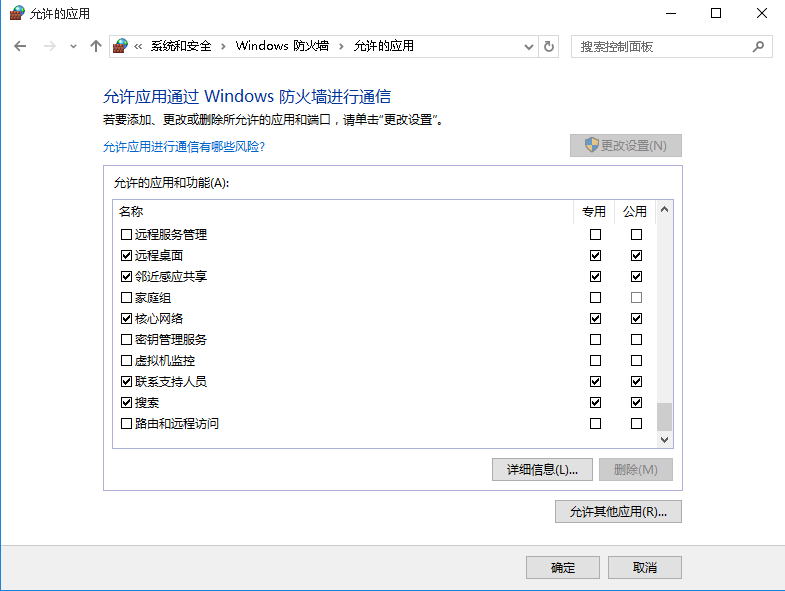 允许的应用
« 系统和安全 › Windows 防火墙 › 允许的应用
搜索控制面板
允许应用通过 Windows 防火墙进行通信
若要添加、更改或删除所允许的应用和端口，请单击"更改设置"。
允许应用进行通信有哪些风险?
更改设置(N)
允许的应用和功能(A):
名称 专用 公用
远程服务管理
远程桌面
邻近感应共享
家庭组
核心网络
密钥管理服务
虚拟机监控
联系支持人员
搜索
路由和远程访问
详细信息(L)... 删除(M)
允许其他应用(R)...
确定 取消